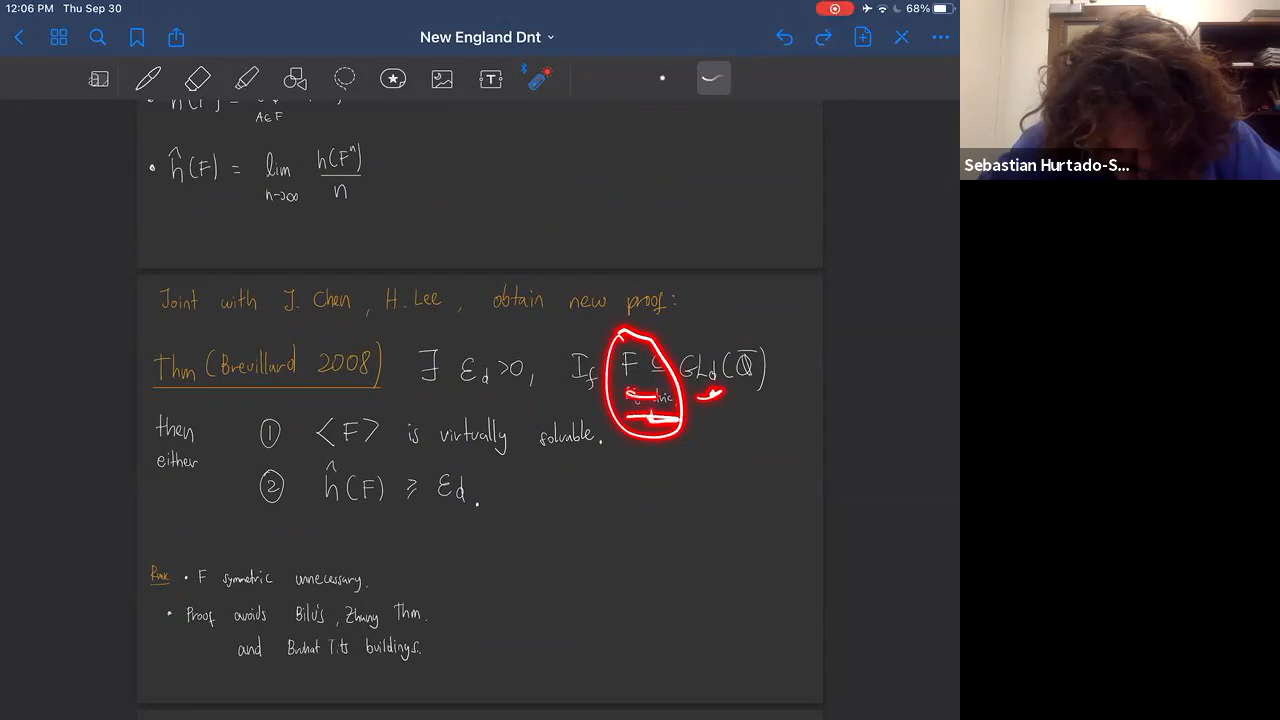 12:06 PM Thu Sep 30
68%
New England Dnt
A∈F
• ĥ(F) = lim n→∞ h(Fⁿ) / n
Joint with J. Chen, H. Lee, obtain new proof:
Thm (Breuillard 2008) ∃ ε_d >0, If F ⊆ GL_d(Q̄)
then either ① <F> is virtually solvable.
② ĥ(F) ≥ ε_d.
Rmk • F symmetric unnecessary.
• Proof avoids Bilu's, Zhang Thm.
and Bruhat Tits buildings.
Sebastian Hurtado-S...